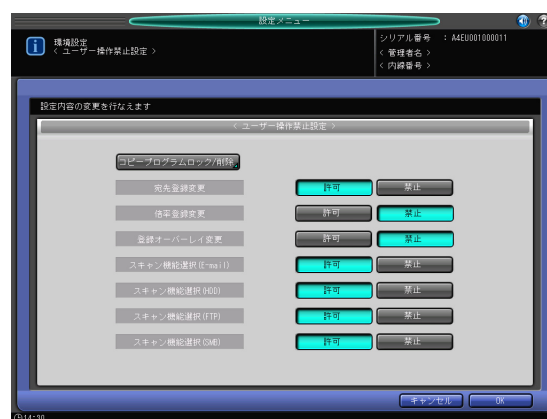 設定メニュー
環境設定
< ユーザー操作禁止設定 >
シリアル番号 : A4EU001000011
< 管理者名 >
< 内線番号 >
設定内容の変更を行なえます
< ユーザー操作禁止設定 >
コピープログラムロック/削除
宛先登録変更 許可 禁止
倍率登録変更 許可 禁止
登録オーバーレイ変更 許可 禁止
スキャン機能選択(E-mail) 許可 禁止
スキャン機能選択(HDD) 許可 禁止
スキャン機能選択(FTP) 許可 禁止
スキャン機能選択(SMB) 許可 禁止
キャンセル OK
14:30